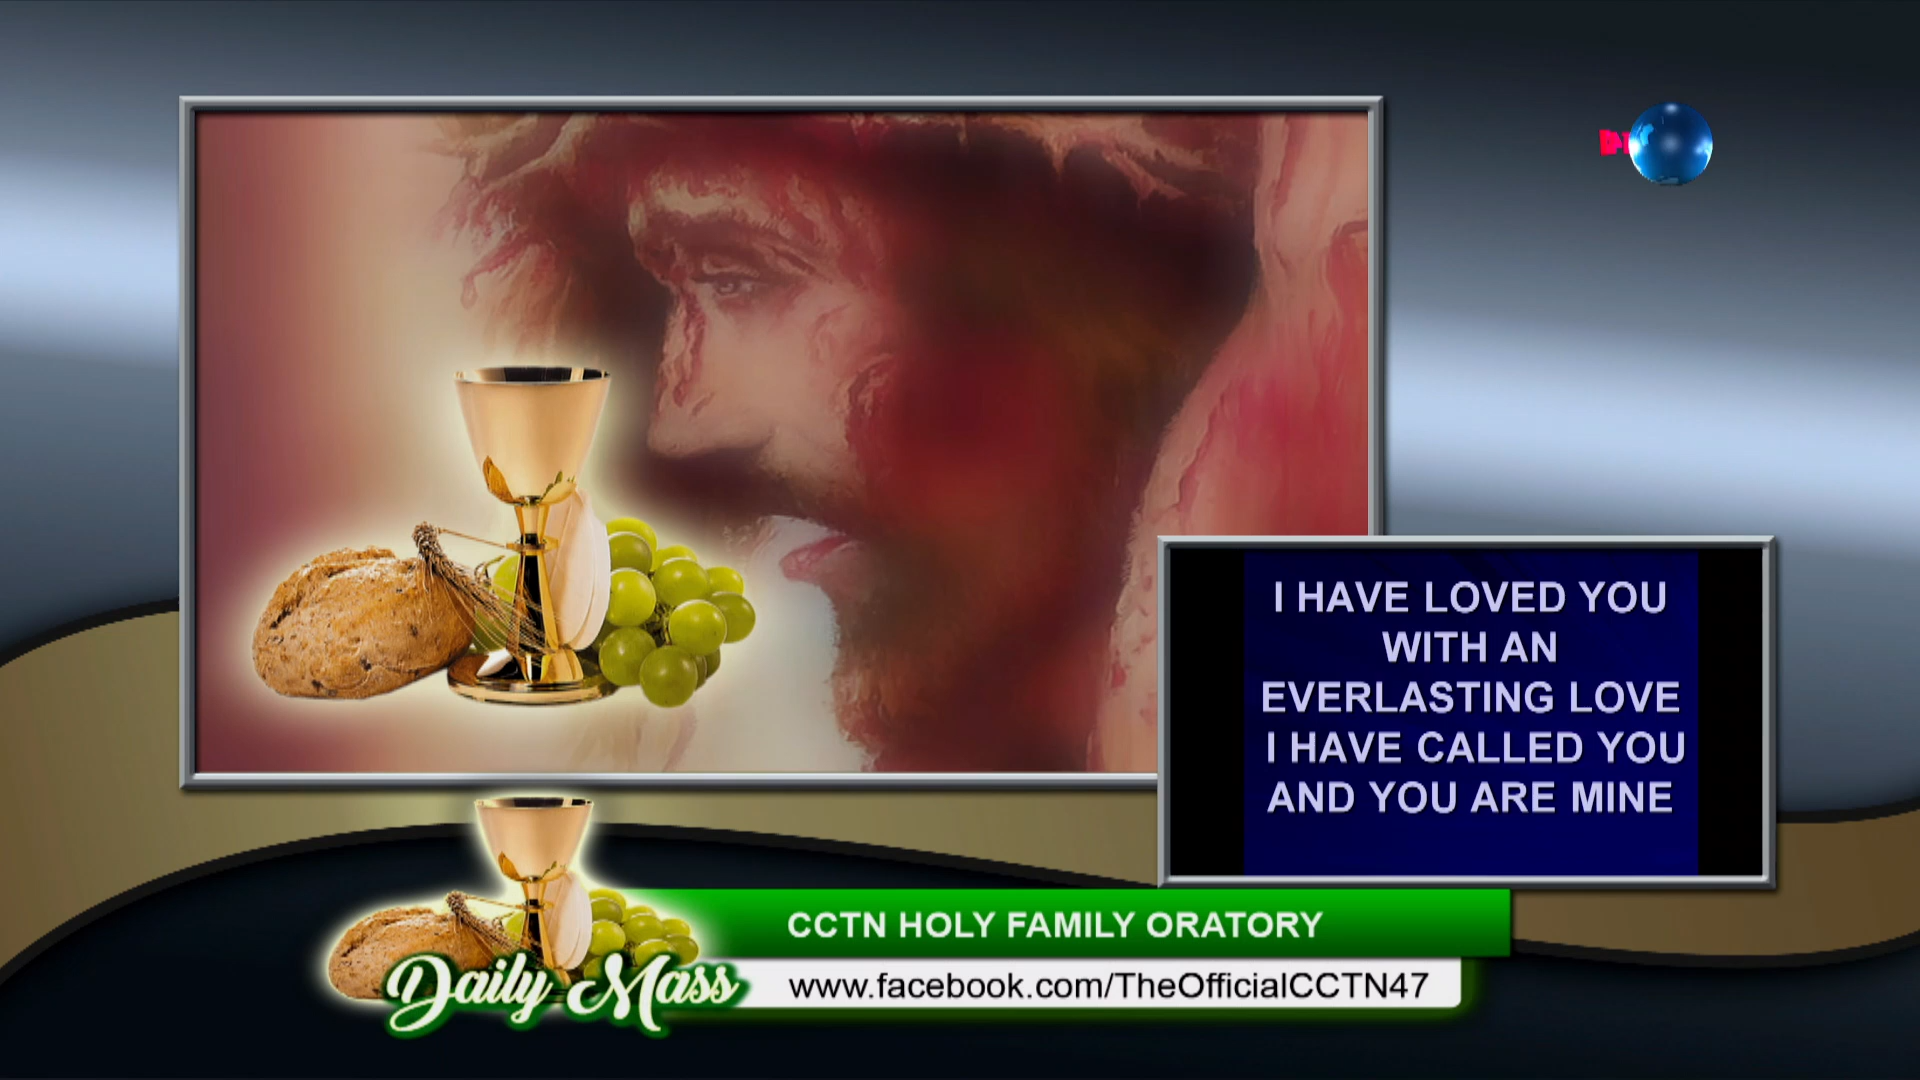 I HAVE LOVED YOU
WITH AN
EVERLASTING LOVE
I HAVE CALLED YOU
AND YOU ARE MINE
CCTN HOLY FAMILY ORATORY
Daily Mass
www.facebook.com/TheOfficialCCTN47